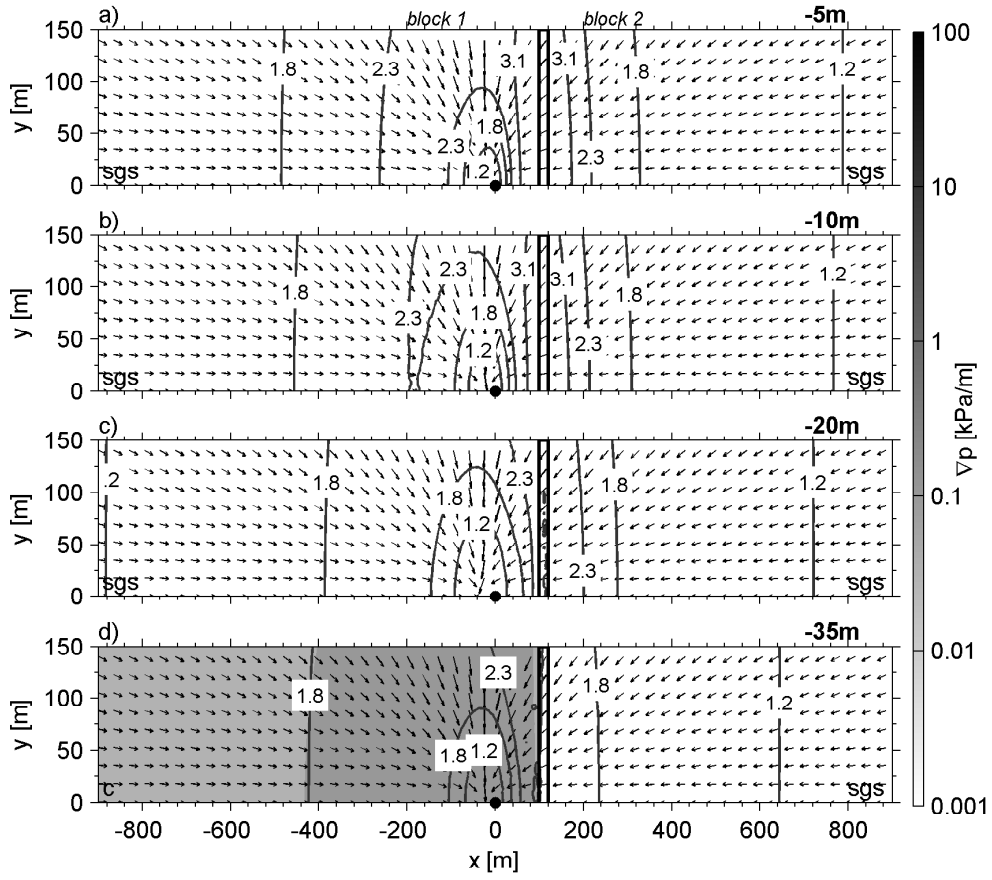 a) block 1 block 2 -5m
150
100
50
0
y [m]
1.8 2.3 3.1 3.1 1.8 1.2
1.8
2.3 2.3
1.2
sgs sgs
b) -10m
150
100
50
0
y [m]
2.3 3.1 3.1 1.2
1.8 1.8
2.3 1.8
1.2 2.3
sgs sgs
c) -20m
150
100
50
0
y [m]
.2 1.8 1.8 2.3 1.8 1.2
1.2
2.3
sgs sgs
d) -35m
150
100
50
0
y [m]
1.8 2.3 1.8 1.2
1.8 1.2
c sgs
-800 -600 -400 -200 0 200 400 600 800
x [m]
100
10
1
0.1
0.01
0.001
∇p [kPa/m]